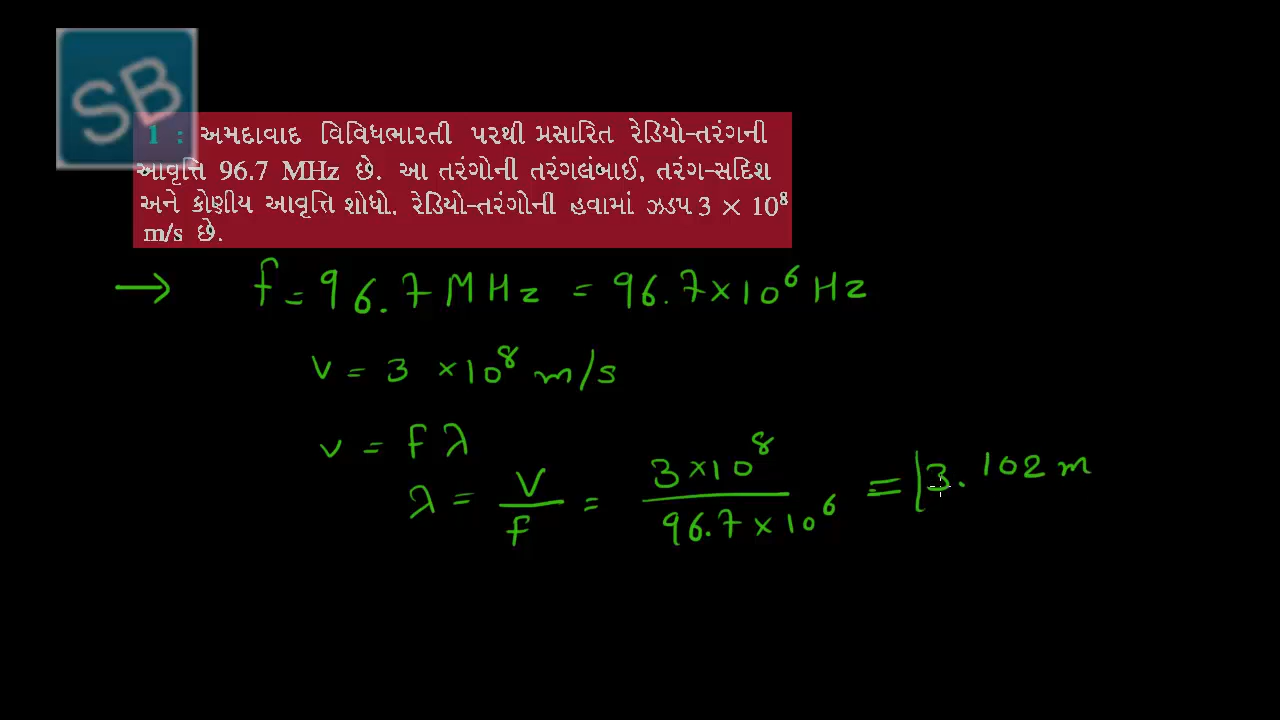 SB
1 : અમદાવાદ વિવિધભારતી પરથી પ્રસારિત રેડિયો-તરંગની
આવૃત્તિ 96.7 MHz છે. આ તરંગોની તરંગલંબાઈ, તરંગ-સદિશ
અને કોણીય આવૃત્તિ શોધો. રેડિયો-તરંગોની હવામાં ઝડપ 3 × 10⁸
m/s છે.
→ f = 96.7 MHz = 96.7 × 10⁶ Hz
v = 3 × 10⁸ m/s
v = f λ
λ = v/f = 3 × 10⁸ / 96.7 × 10⁶ = |3.102 m